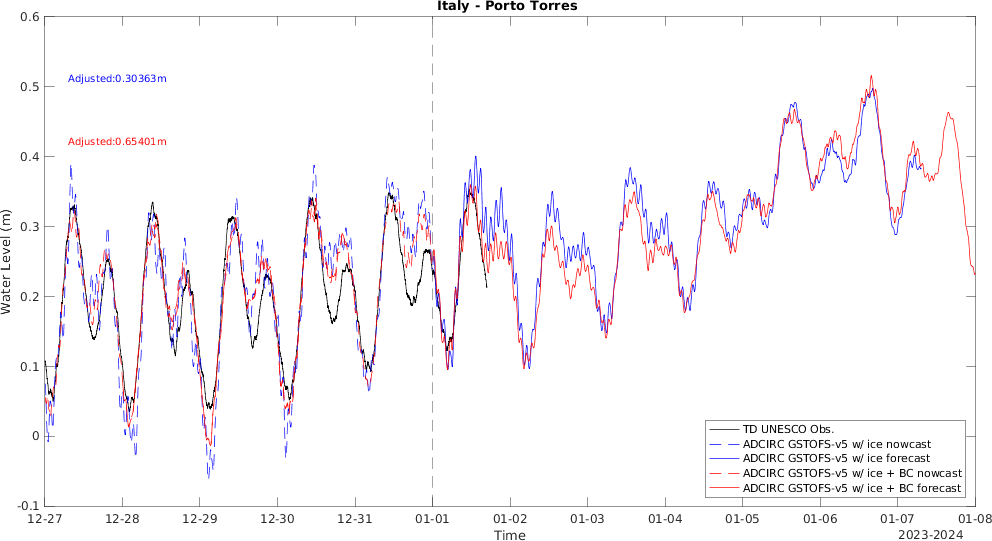 Italy - Porto Torres
0.6
0.5
0.4
0.3
0.2
0.1
0
-0.1
Water Level (m)
Adjusted:0.30363m
Adjusted:0.65401m
TD UNESCO Obs.
ADCIRC GSTOFS-v5 w/ ice nowcast
ADCIRC GSTOFS-v5 w/ ice forecast
ADCIRC GSTOFS-v5 w/ ice + BC nowcast
ADCIRC GSTOFS-v5 w/ ice + BC forecast
12-27 12-28 12-29 12-30 12-31 01-01 01-02 01-03 01-04 01-05 01-06 01-07 01-08
Time
2023-2024